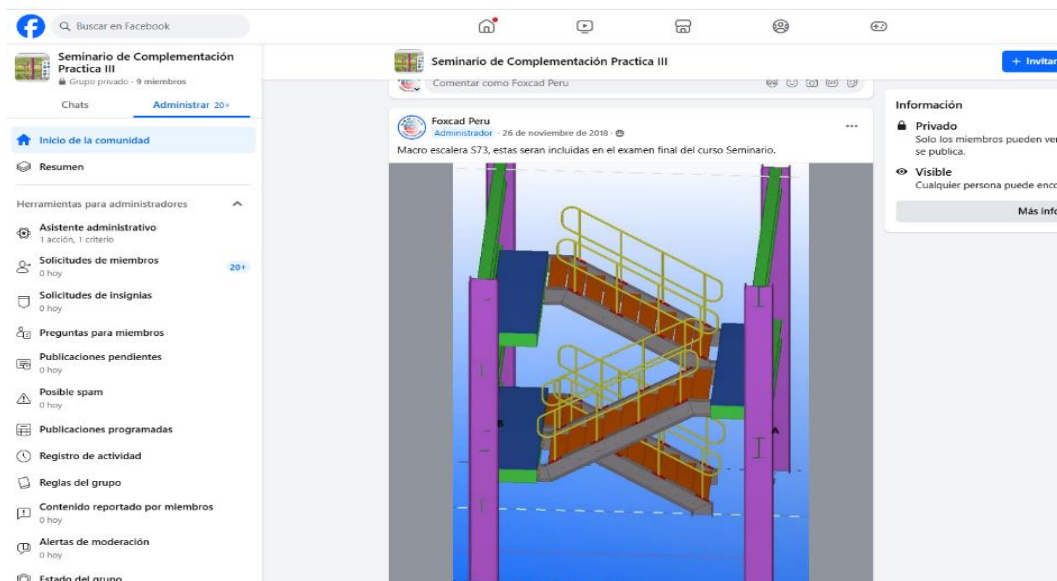 Buscar en Facebook
Seminario de Complementación
Practica III
Grupo privado · 9 miembros
Chats
Administrar 20+
Inicio de la comunidad
Resumen
Herramientas para administradores
Asistente administrativo
1 acción, 1 criterio
Solicitudes de miembros
0 hoy
20+
Solicitudes de insignias
0 hoy
Preguntas para miembros
Publicaciones pendientes
0 hoy
Posible spam
0 hoy
Publicaciones programadas
Registro de actividad
Reglas del grupo
Contenido reportado por miembros
0 hoy
Alertas de moderación
0 hoy
Estado del grupo
Seminario de Complementación Practica III
+ Invitar
Comentar como Foxcad Peru
Foxcad Peru
Administrador · 26 de noviembre de 2018 ·
Macro escalera S73, estas seran incluidas en el examen final del curso Seminario.
B
A
Información
Privado
Solo los miembros pueden ver
se publica.
Visible
Cualquier persona puede enco
Más info